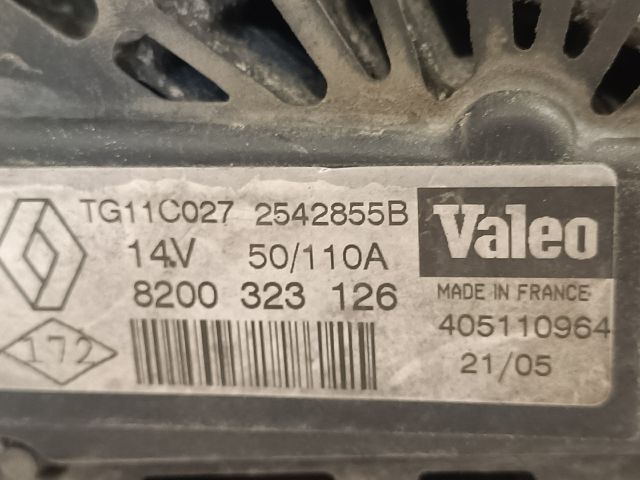 TG11C027 2542855B
14V 50/110A
8200 323 126
172
Valeo
MADE IN FRANCE
405110964
21/05